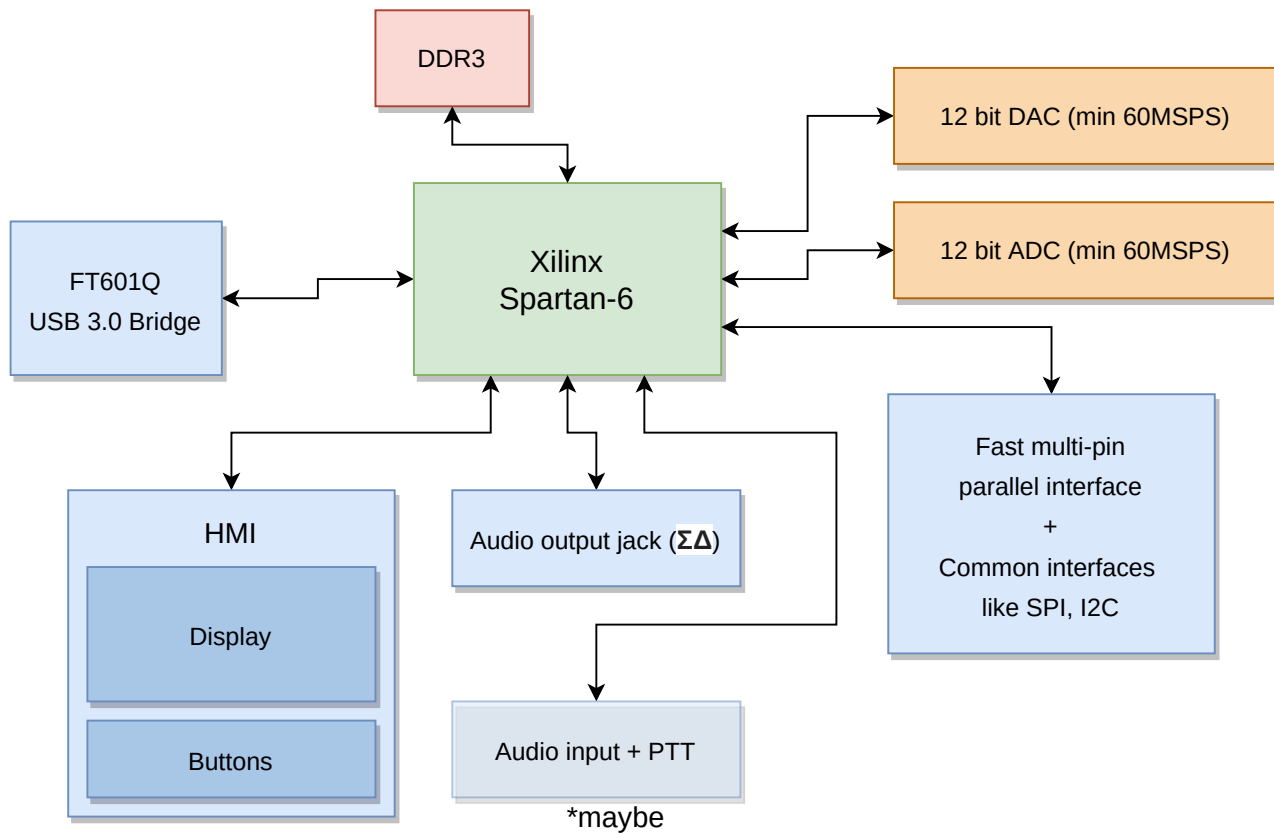 DDR3
12 bit DAC (min 60MSPS)
12 bit ADC (min 60MSPS)
Xilinx
Spartan-6
FT601Q
USB 3.0 Bridge
Fast multi-pin
parallel interface
+
Common interfaces
like SPI, I2C
HMI
Display
Buttons
Audio output jack (ΣΔ)
Audio input + PTT
*maybe